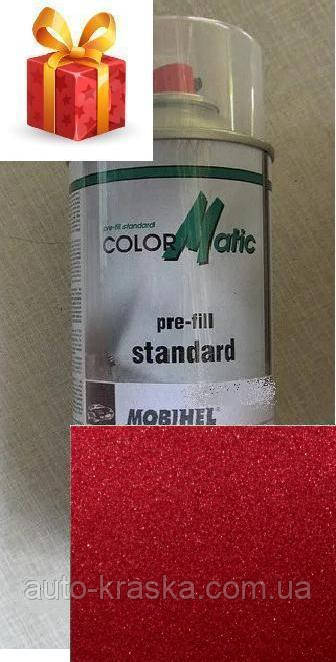 pre-fill standard
COLORMatic
pre-fill
standard
MOBIHEL
auto-kraska.com.ua